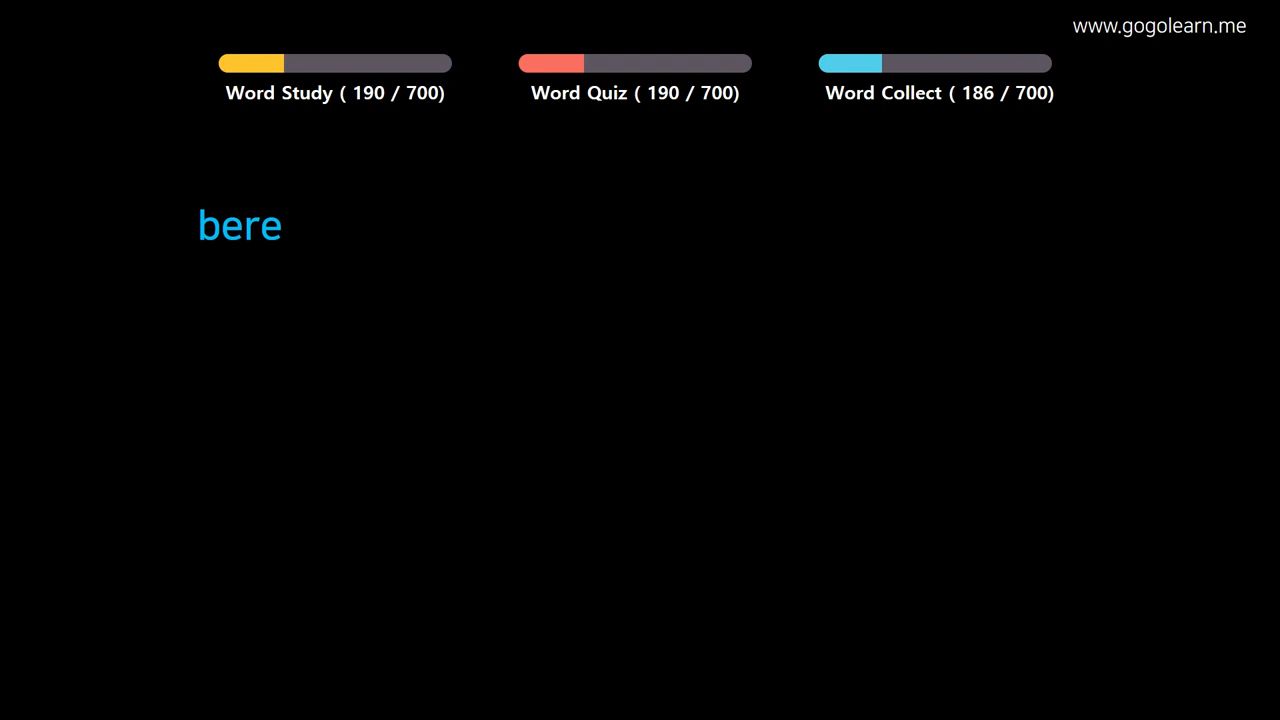 www.gogolearn.me
Word Study ( 190 / 700)
Word Quiz ( 190 / 700)
Word Collect ( 186 / 700)
bere